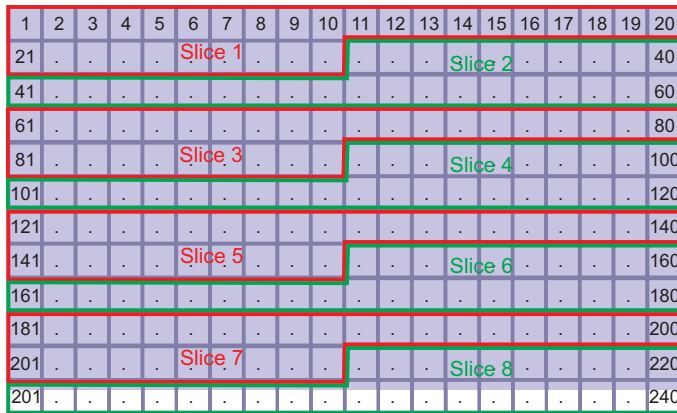 1 2 3 4 5 6 7 8 9 10 11 12 13 14 15 16 17 18 19 20
21 . . . . Slice 1 . . . . . . Slice 2 . . . . 40
41 . . . . . . . . . . . . . . . . . . 60
61 . . . . . . . . . . . . . . . . . . 80
81 . . . . Slice 3 . . . . . . Slice 4 . . . . 100
101 . . . . . . . . . . . . . . . . . . 120
121 . . . . . . . . . . . . . . . . . . 140
141 . . . . Slice 5 . . . . . . Slice 6 . . . . 160
161 . . . . . . . . . . . . . . . . . . 180
181 . . . . . . . . . . . . . . . . . . 200
201 . . . . Slice 7 . . . . . . Slice 8 . . . . 220
201 . . . . . . . . . . . . . . . . . . 240